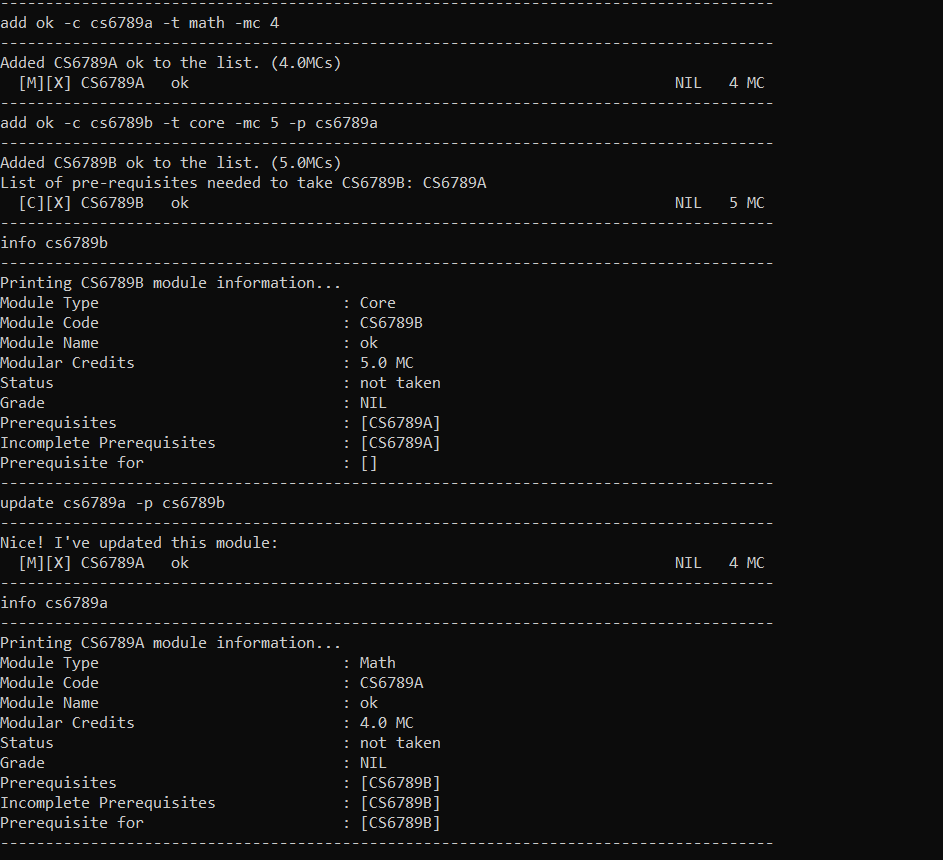 --------------------------------------------------------------------------------------
add ok -c cs6789a -t math -mc 4
--------------------------------------------------------------------------------------
Added CS6789A ok to the list. (4.0MCs)
  [M][X] CS6789A   ok                                                      NIL   4 MC
--------------------------------------------------------------------------------------
add ok -c cs6789b -t core -mc 5 -p cs6789a
--------------------------------------------------------------------------------------
Added CS6789B ok to the list. (5.0MCs)
List of pre-requisites needed to take CS6789B: CS6789A
  [C][X] CS6789B   ok                                                      NIL   5 MC
--------------------------------------------------------------------------------------
info cs6789b
--------------------------------------------------------------------------------------
Printing CS6789B module information...
Module Type                           : Core
Module Code                           : CS6789B
Module Name                           : ok
Modular Credits                       : 5.0 MC
Status                                : not taken
Grade                                 : NIL
Prerequisites                         : [CS6789A]
Incomplete Prerequisites              : [CS6789A]
Prerequisite for                      : []
--------------------------------------------------------------------------------------
update cs6789a -p cs6789b
--------------------------------------------------------------------------------------
Nice! I've updated this module:
  [M][X] CS6789A   ok                                                      NIL   4 MC
--------------------------------------------------------------------------------------
info cs6789a
--------------------------------------------------------------------------------------
Printing CS6789A module information...
Module Type                           : Math
Module Code                           : CS6789A
Module Name                           : ok
Modular Credits                       : 4.0 MC
Status                                : not taken
Grade                                 : NIL
Prerequisites                         : [CS6789B]
Incomplete Prerequisites              : [CS6789B]
Prerequisite for                      : [CS6789B]
--------------------------------------------------------------------------------------